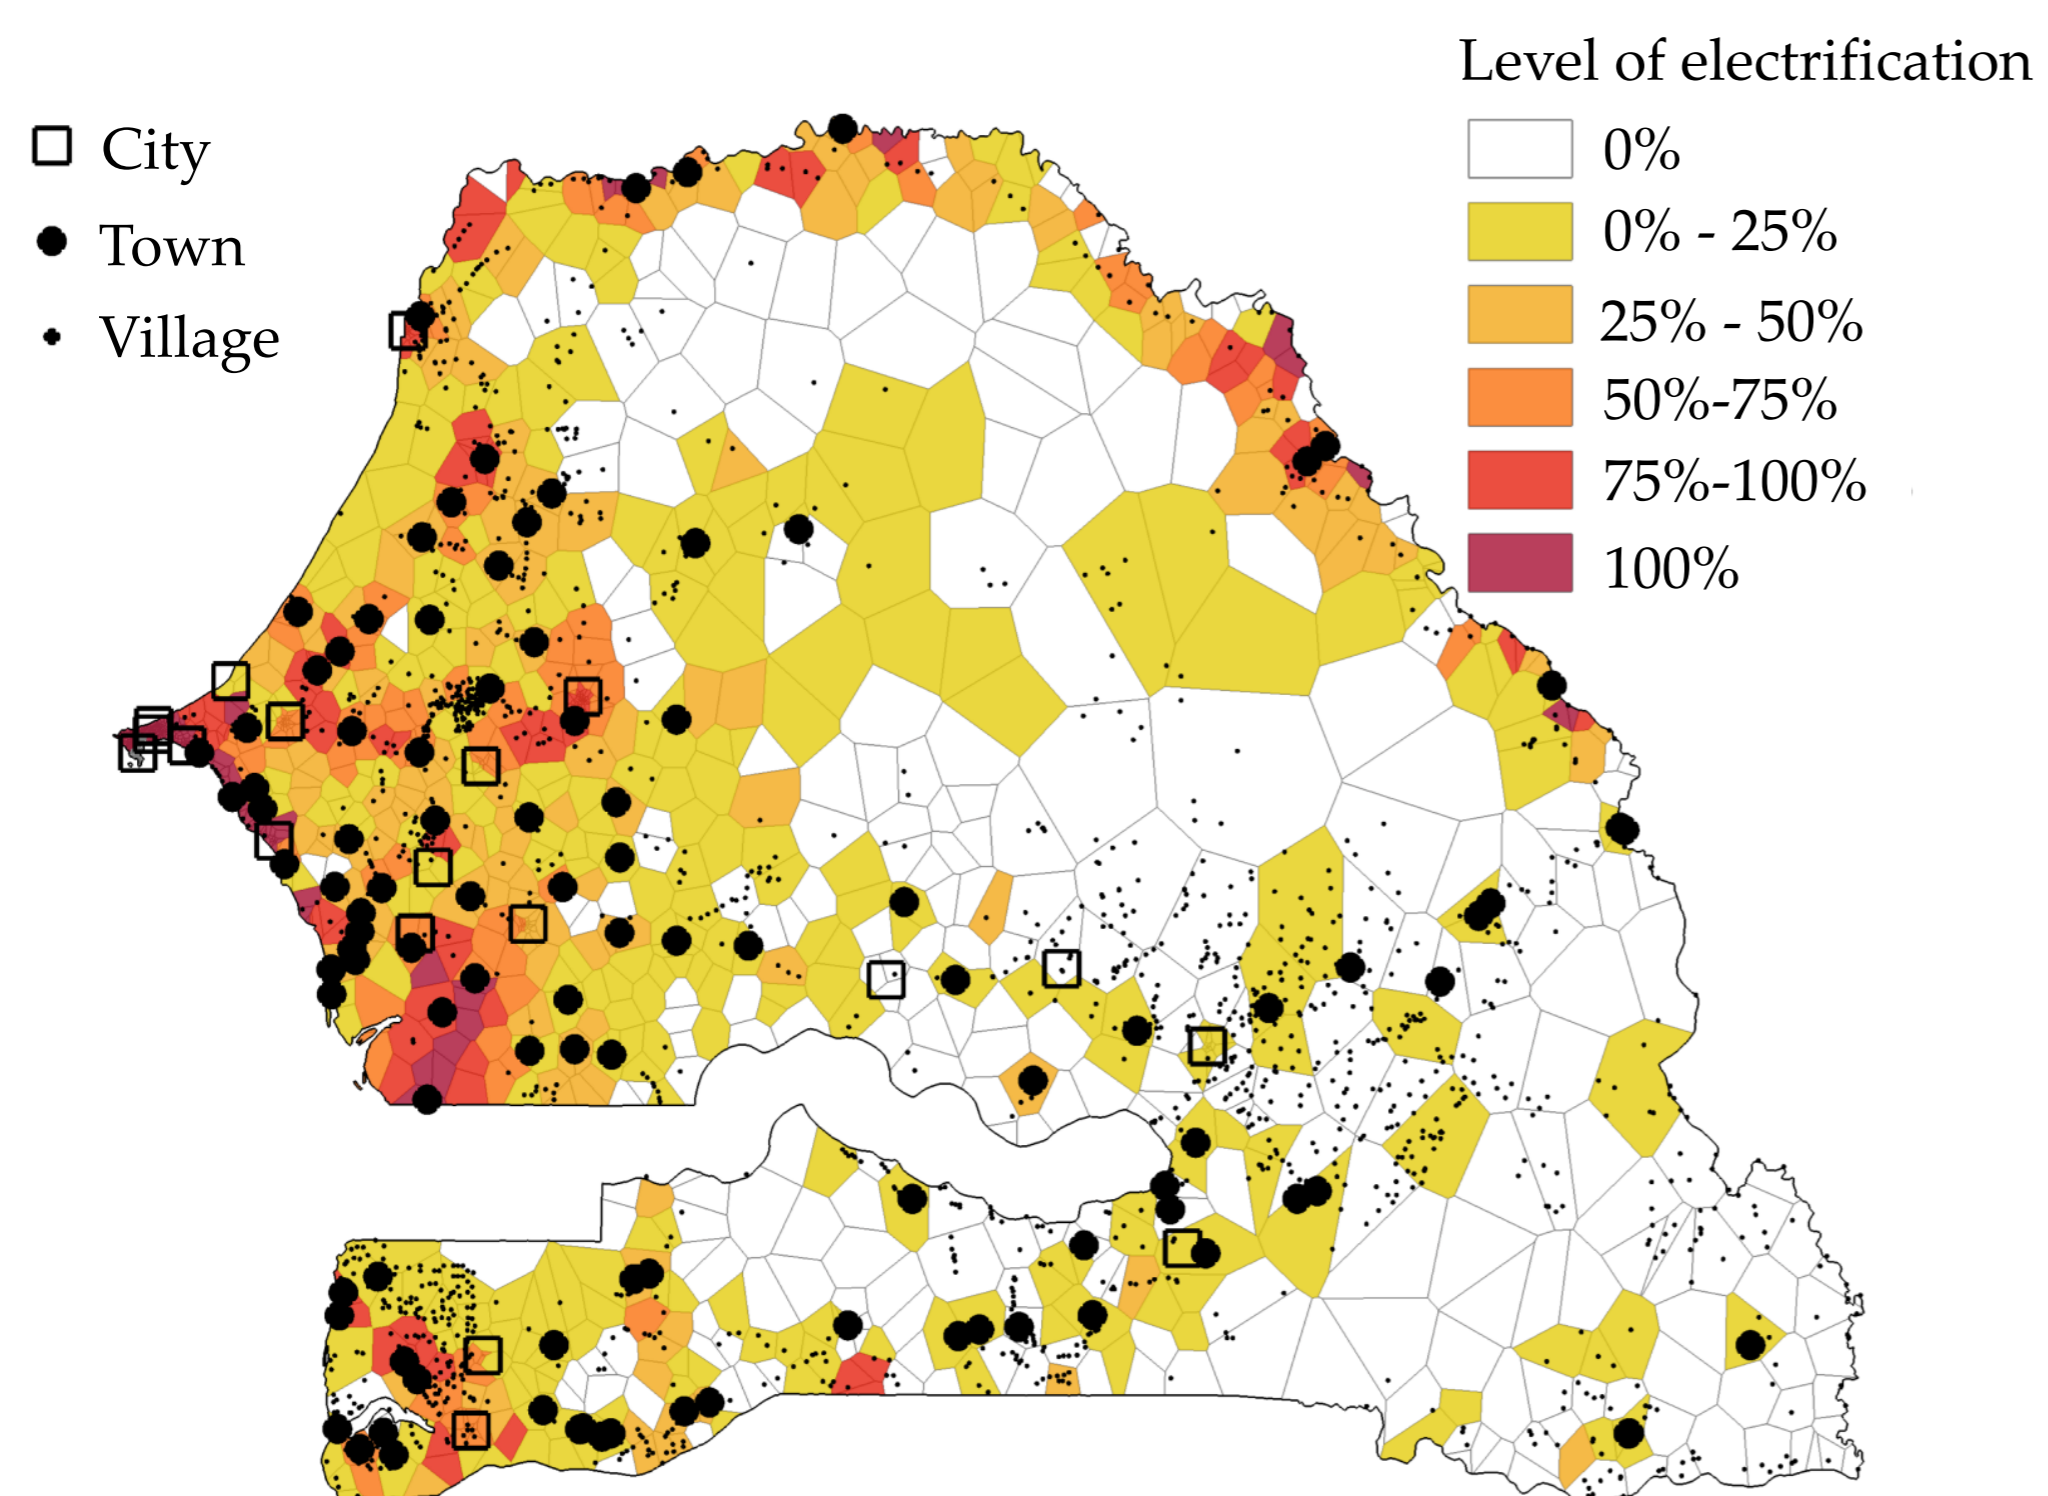 City
Town
Village
Level of electrification
0%
0% - 25%
25% - 50%
50%-75%
75%-100%
100%